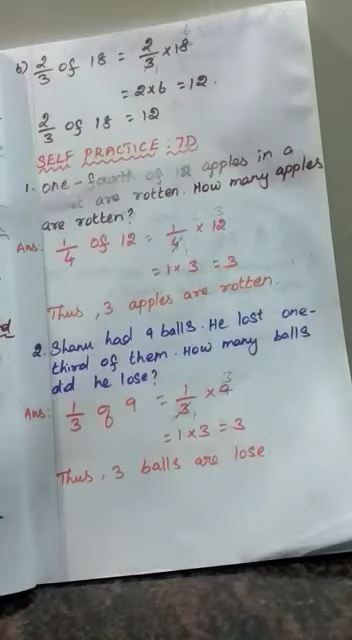 b) 2/3 of 18 = 2/3 × 18 6
1
= 2×6 = 12.
2/3 of 18 = 12
SELF PRACTICE : 7D
1. one-fourth of 12 apples in a
are rotten. How many apples
are rotten?
Ans: 1/4 of 12 = 1/4 × 12 3
1
= 1×3 = 3
Thus, 3 apples are rotten.
2. Shanu had 9 balls. He lost one-
third of them. How many balls
did he lose?
Ans: 1/3 of 9 = 1/3 × 9 3
1
= 1×3 = 3
Thus, 3 balls are lose.